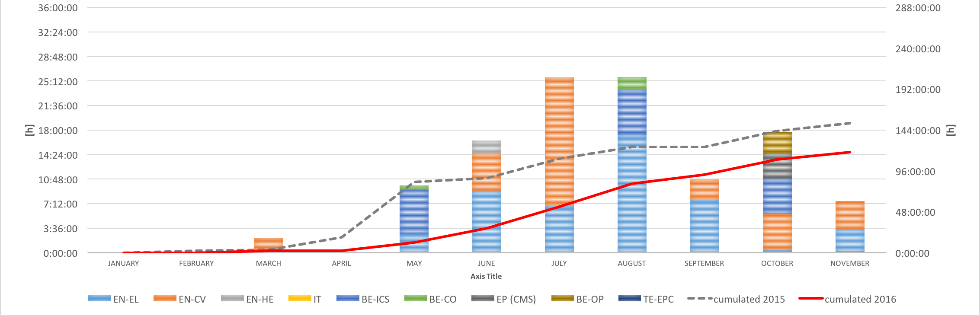 36:00:00 288:00:00
32:24:00
28:48:00 240:00:00
25:12:00
21:36:00 192:00:00
[h] 18:00:00 144:00:00 [h]
14:24:00
10:48:00 96:00:00
7:12:00
3:36:00 48:00:00
0:00:00 0:00:00
JANUARY FEBRUARY MARCH APRIL MAY JUNE JULY AUGUST SEPTEMBER OCTOBER NOVEMBER
Axis Title
EN-EL EN-CV EN-HE IT BE-ICS BE-CO EP (CMS) BE-OP TE-EPC cumulated 2015 cumulated 2016